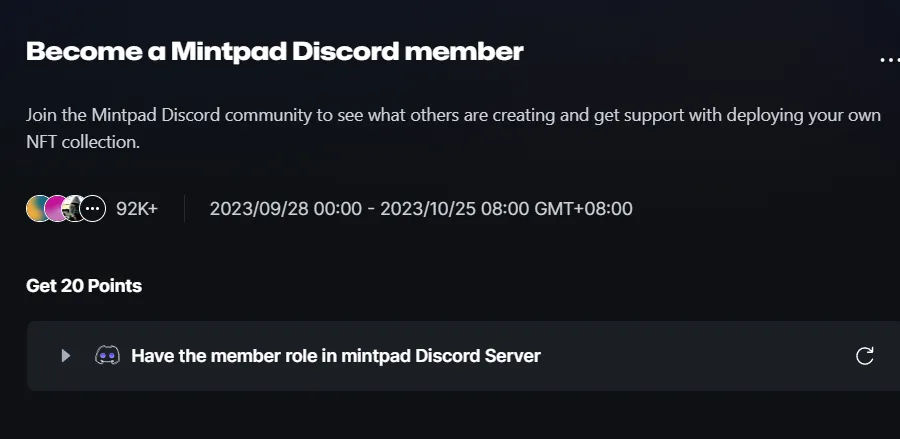 Become a Mintpad Discord member
Join the Mintpad Discord community to see what others are creating and get support with deploying your own
NFT collection.
92K+
2023/09/28 00:00 - 2023/10/25 08:00 GMT+08:00
Get 20 Points
Have the member role in mintpad Discord Server